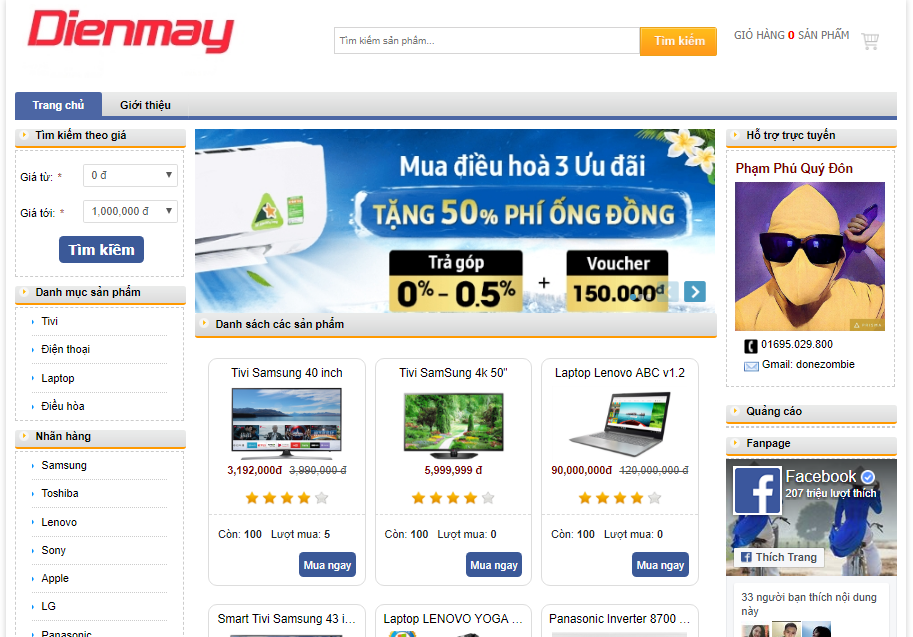 Dienmay
Tìm kiếm sản phẩm...
Tìm kiếm
GIỎ HÀNG 0 SẢN PHẨM
Trang chủ
Giới thiệu
Tìm kiếm theo giá
Giá từ: *
0 đ
Giá tới: *
1,000,000 đ
Tìm kiếm
Danh mục sản phẩm
Tivi
Điện thoại
Laptop
Điều hòa
Nhãn hàng
Samsung
Toshiba
Lenovo
Sony
Apple
LG
Panasonic
Mua điều hoà 3 Ưu đãi
TẶNG 50% PHÍ ỐNG ĐỒNG
Trả góp
0% - 0.5%
+
Voucher
150.000đ
Danh sách các sản phẩm
Tivi Samsung 40 inch
3,192,000đ 3,990,000 đ
Còn: 100 Lượt mua: 5
Mua ngay
Tivi SamSung 4k 50"
5,999,999 đ
Còn: 100 Lượt mua: 0
Mua ngay
Laptop Lenovo ABC v1.2
90,000,000đ 120,000,000 đ
Còn: 100 Lượt mua: 0
Mua ngay
Smart Tivi Samsung 43 i...
Laptop LENOVO YOGA ...
Panasonic Inverter 8700 ...
Hỗ trợ trực tuyến
Phạm Phú Quý Đôn
01695.029.800
Gmail: donezombie
Quảng cáo
Fanpage
Facebook
207 triệu lượt thích
Thích Trang
33 người bạn thích nội dung
này